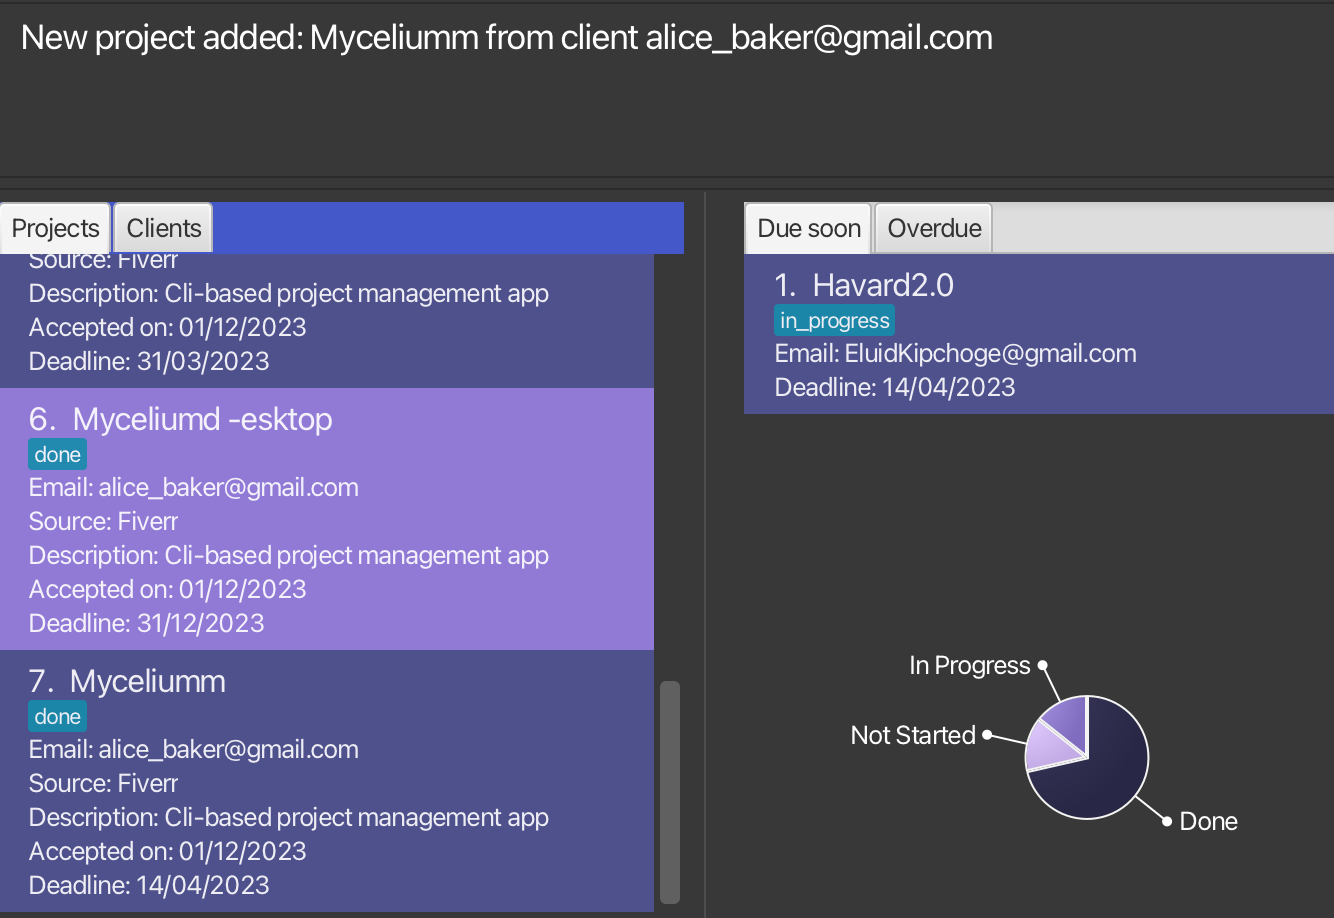 New project added: Myceliumm from client alice_baker@gmail.com
Projects
Clients
Source: Fiverr
Description: Cli-based project management app
Accepted on: 01/12/2023
Deadline: 31/03/2023
6. Myceliumd -esktop
done
Email: alice_baker@gmail.com
Source: Fiverr
Description: Cli-based project management app
Accepted on: 01/12/2023
Deadline: 31/12/2023
7. Myceliumm
done
Email: alice_baker@gmail.com
Source: Fiverr
Description: Cli-based project management app
Accepted on: 01/12/2023
Deadline: 14/04/2023
Due soon
Overdue
1. Havard2.0
in_progress
Email: EluidKipchoge@gmail.com
Deadline: 14/04/2023
In Progress
Not Started
Done